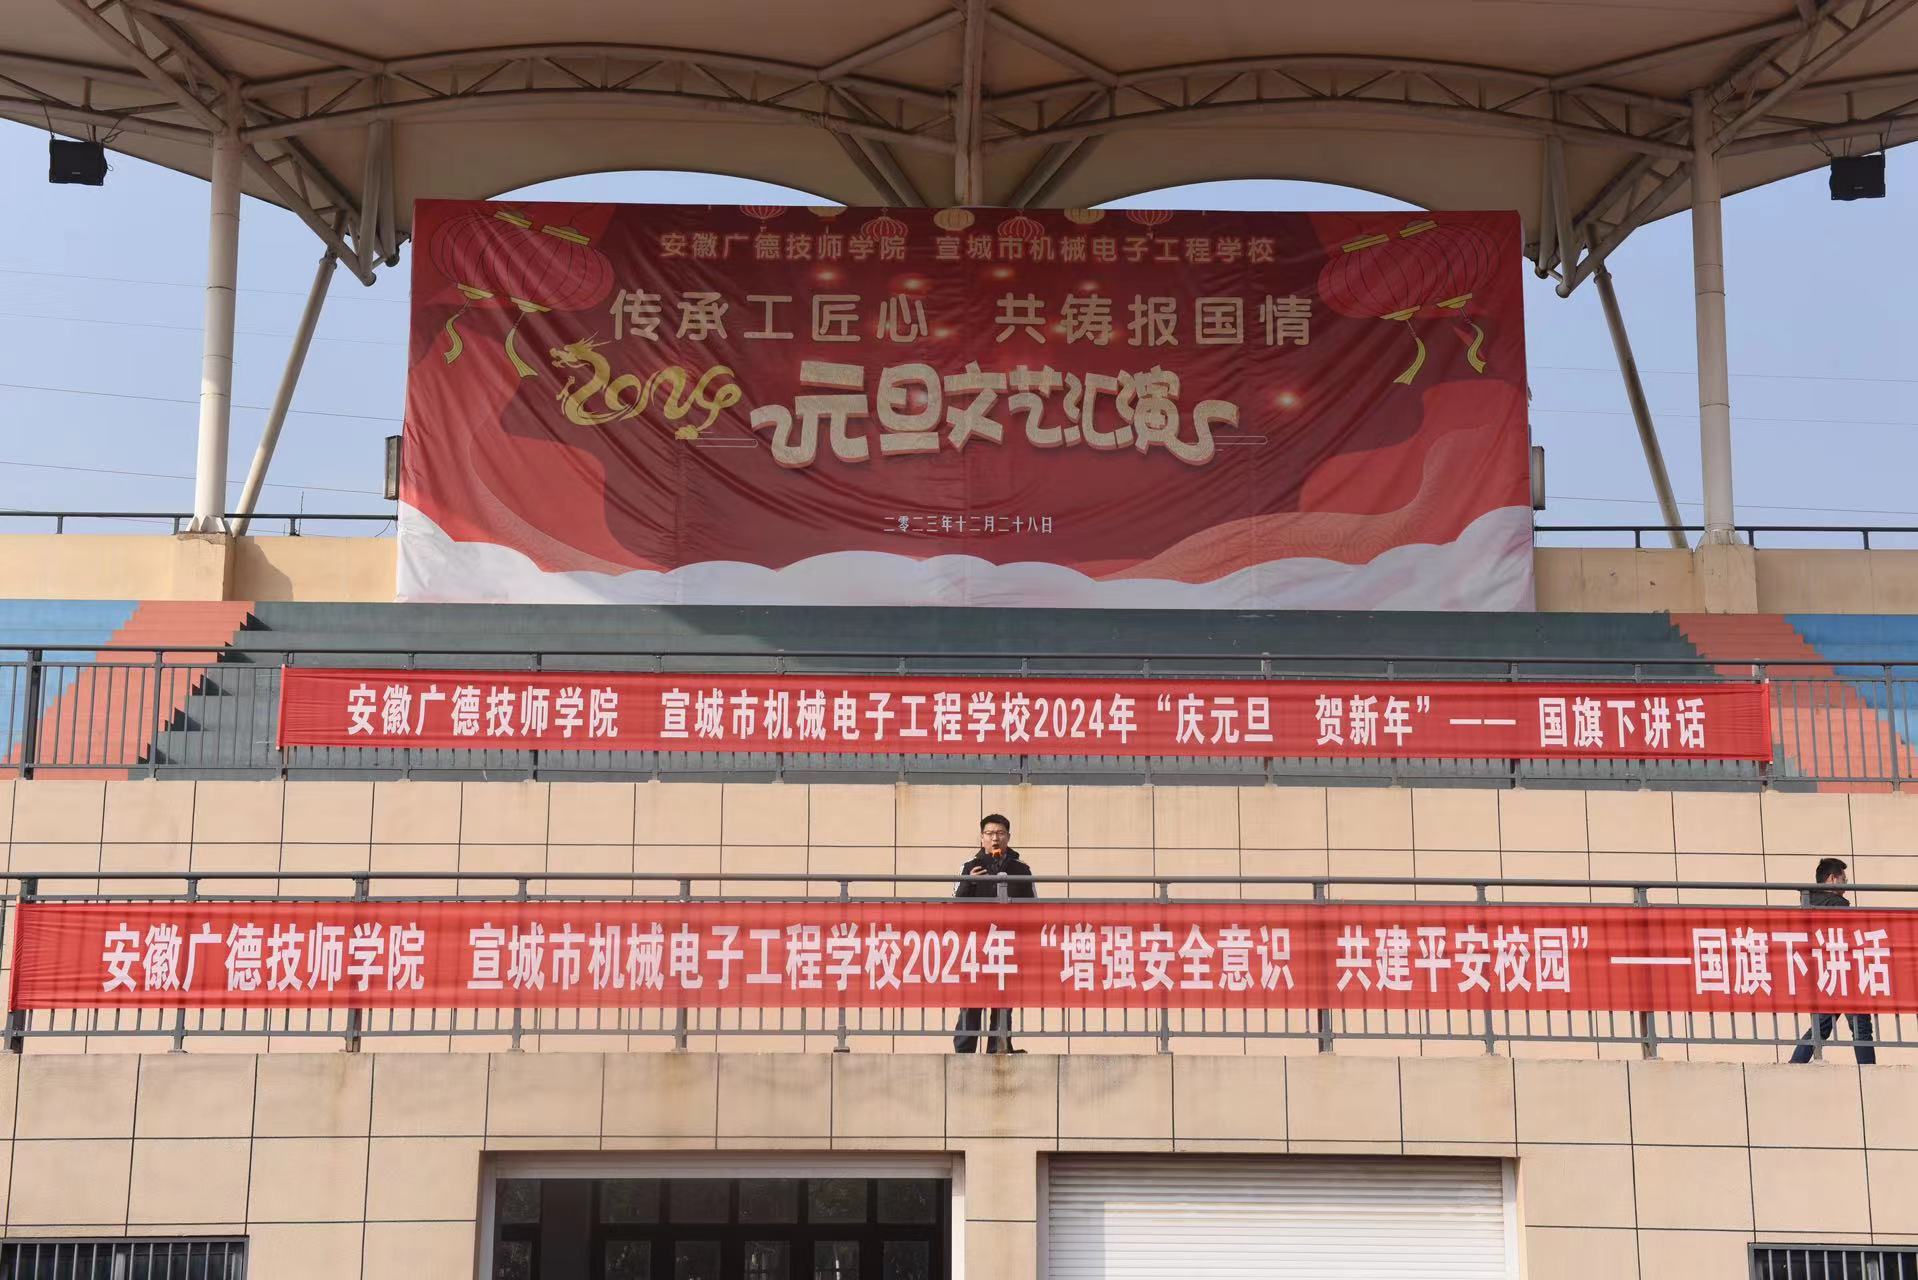 安徽广德技师学院 宣城市机械电子工程学校
传承工匠心 共铸报国情
2024 元旦文艺汇演
二零二三年十二月二十八日
安徽广德技师学院 宣城市机械电子工程学校2024年“庆元旦 贺新年”—— 国旗下讲话
安徽广德技师学院 宣城市机械电子工程学校2024年“增强安全意识 共建平安校园”——国旗下讲话